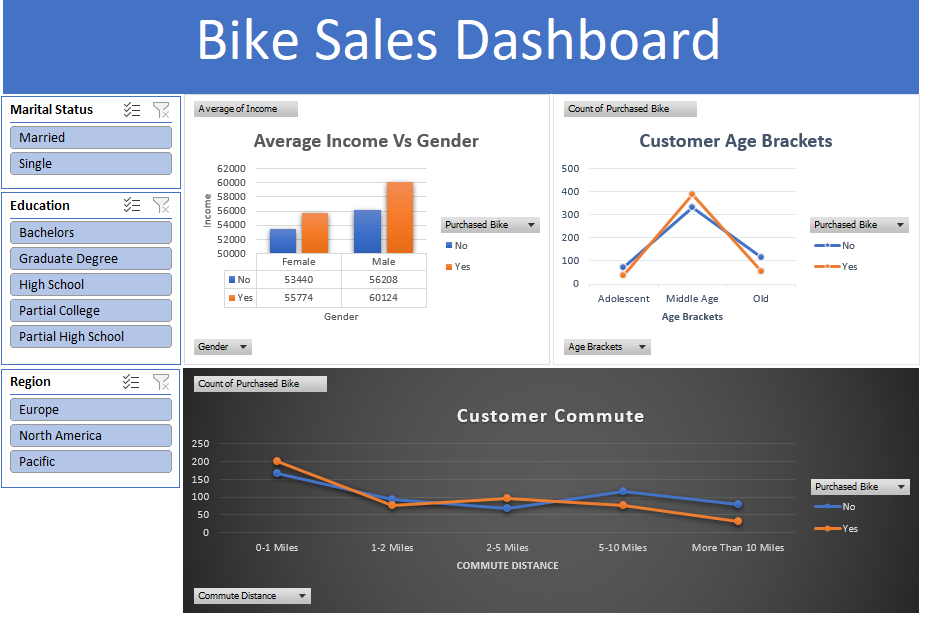 Bike Sales Dashboard
Marital Status
Married
Single
Education
Bachelors
Graduate Degree
High School
Partial College
Partial High School
Region
Europe
North America
Pacific
Average of Income
Average Income Vs Gender
62000
60000
58000
56000
54000
52000
50000
Income
Female Male
No 53440 56208
Yes 55774 60124
Gender
Purchased Bike
No
Yes
Gender
Count of Purchased Bike
Customer Age Brackets
500
400
300
200
100
0
Adolescent Middle Age Old
Age Brackets
Purchased Bike
No
Yes
Age Brackets
Count of Purchased Bike
Customer Commute
250
200
150
100
50
0
0-1 Miles 1-2 Miles 2-5 Miles 5-10 Miles More Than 10 Miles
COMMUTE DISTANCE
Purchased Bike
No
Yes
Commute Distance